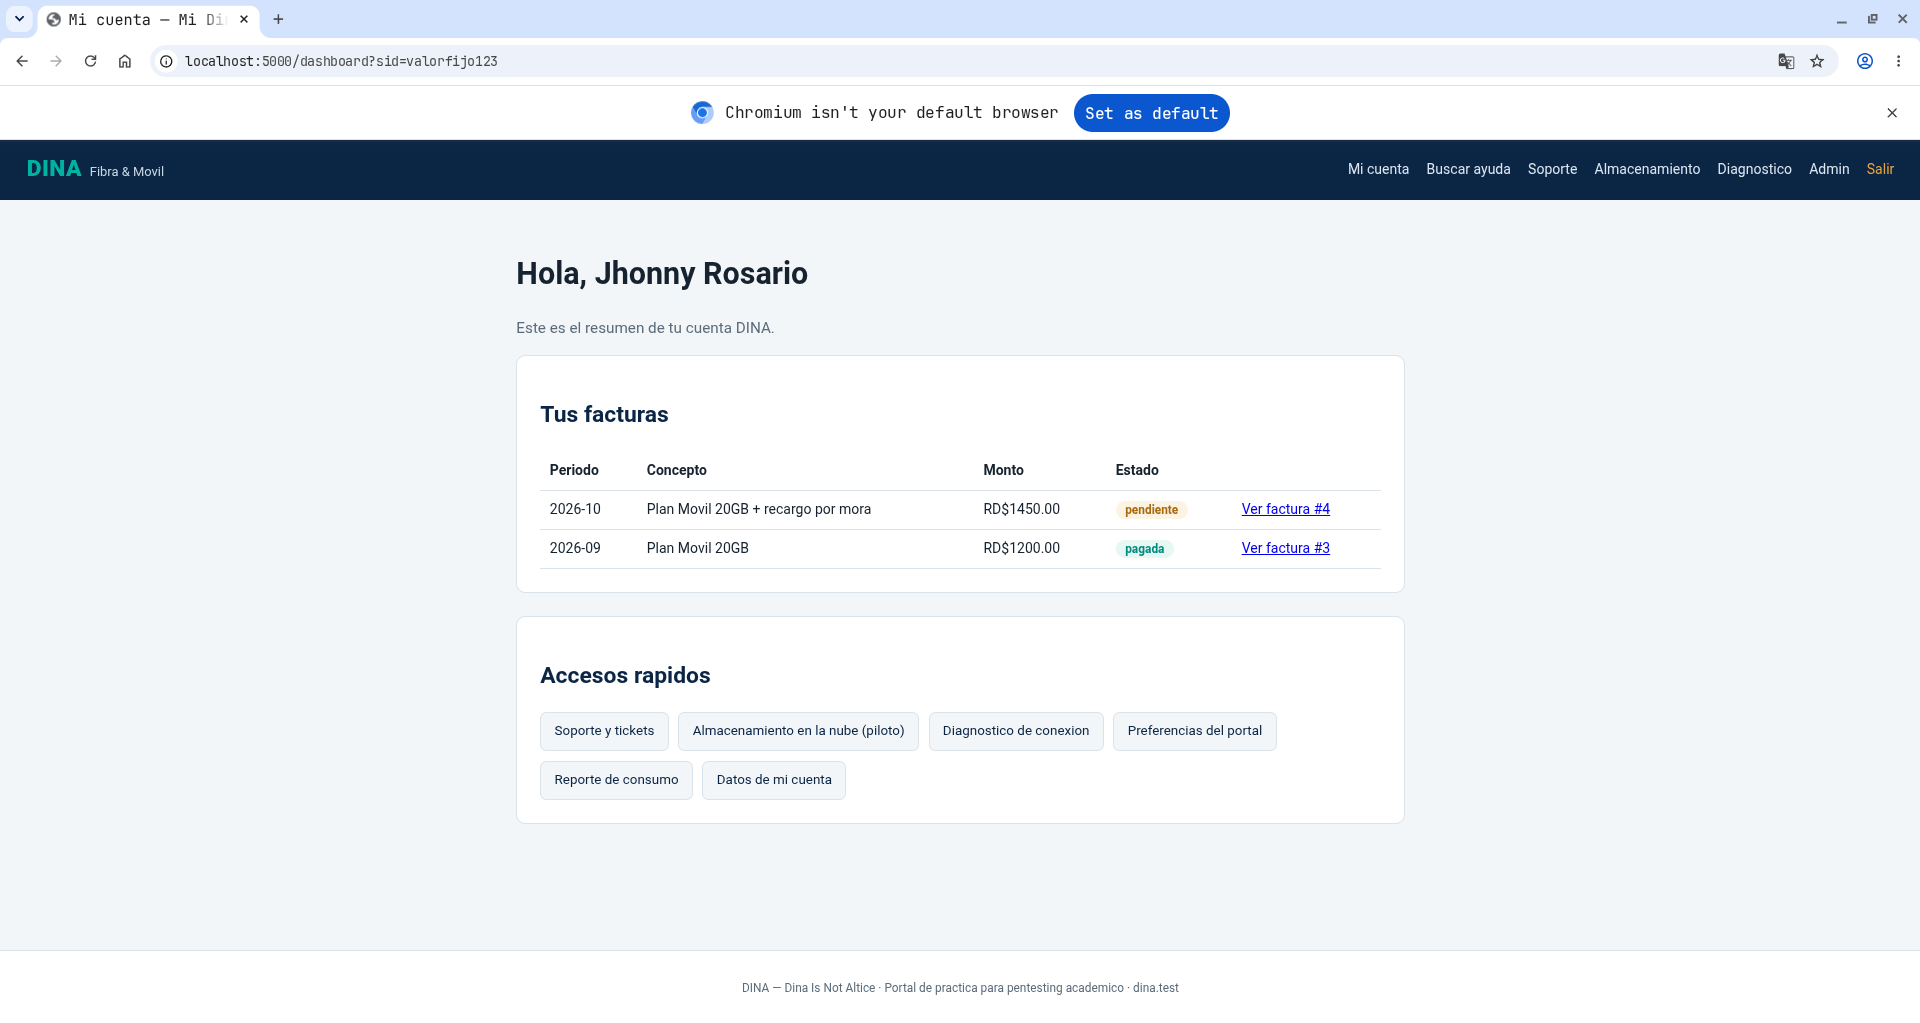 Mi cuenta — Mi Di
localhost:5000/dashboard?sid=valorfijo123
Chromium isn't your default browser Set as default
DINA Fibra & Movil Mi cuenta Buscar ayuda Soporte Almacenamiento Diagnostico Admin Salir
Hola, Jhonny Rosario
Este es el resumen de tu cuenta DINA.
Tus facturas
Periodo Concepto Monto Estado
2026-10 Plan Movil 20GB + recargo por mora RD$1450.00 pendiente Ver factura #4
2026-09 Plan Movil 20GB RD$1200.00 pagada Ver factura #3
Accesos rapidos
Soporte y tickets Almacenamiento en la nube (piloto) Diagnostico de conexion Preferencias del portal
Reporte de consumo Datos de mi cuenta
DINA — Dina Is Not Altice · Portal de practica para pentesting academico · dina.test